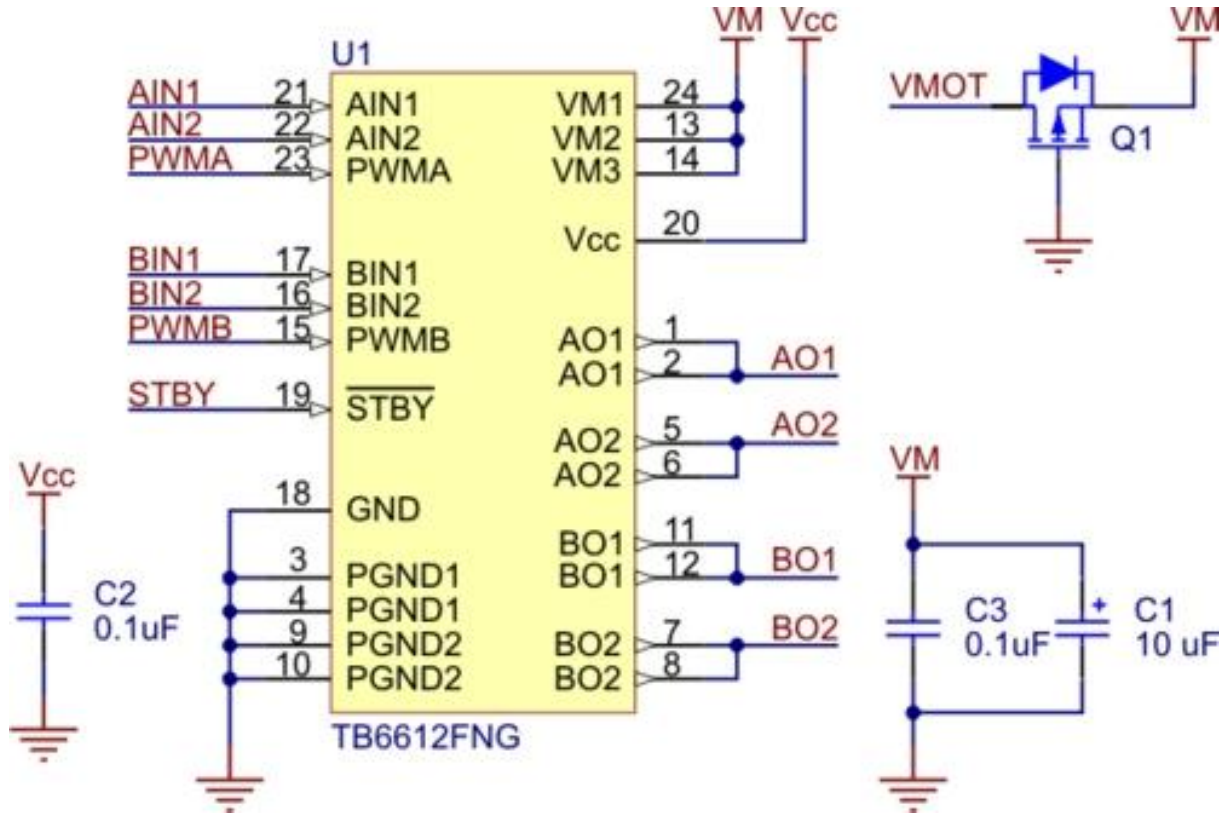 VM
Vcc
VM
U1
AIN1
21
AIN1
VM1
24
VMOT
AIN2
22
AIN2
VM2
13
Q1
PWMA
23
PWMA
VM3
14
Vcc
20
BIN1
17
BIN1
BIN2
16
BIN2
PWMB
15
PWMB
AO1
1
AO1
2
AO1
STBY
19
STBY
AO2
5
AO2
AO2
6
Vcc
VM
18
GND
BO1
11
BO1
12
BO1
3
PGND1
4
PGND1
C2
0.1uF
9
PGND2
BO2
7
BO2
10
PGND2
BO2
8
C3
0.1uF
+
C1
10 uF
TB6612FNG